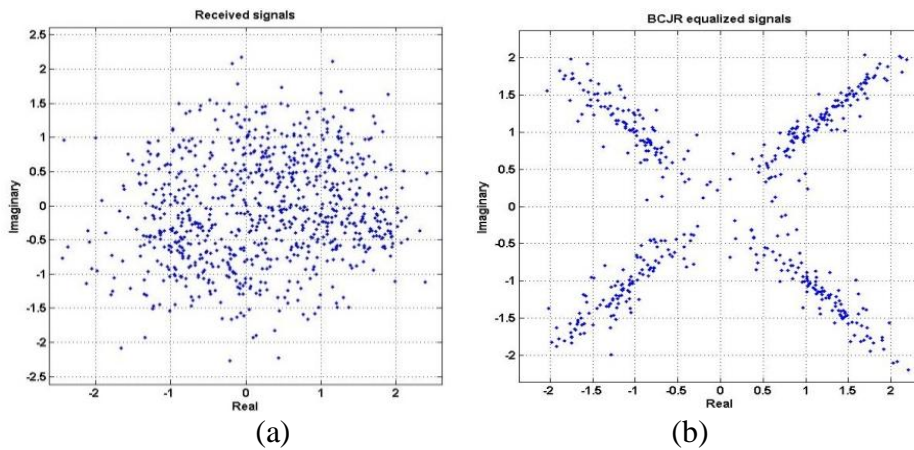 Received signals
2.5
2
1.5
1
0.5
0
-0.5
-1
-1.5
-2
-2.5
Imaginary
-2 -1 0 1 2
Real
(a)
BCJR equalized signals
2
1.5
1
0.5
0
-0.5
-1
-1.5
-2
Imaginary
-2 -1.5 -1 -0.5 0 0.5 1 1.5 2
Real
(b)